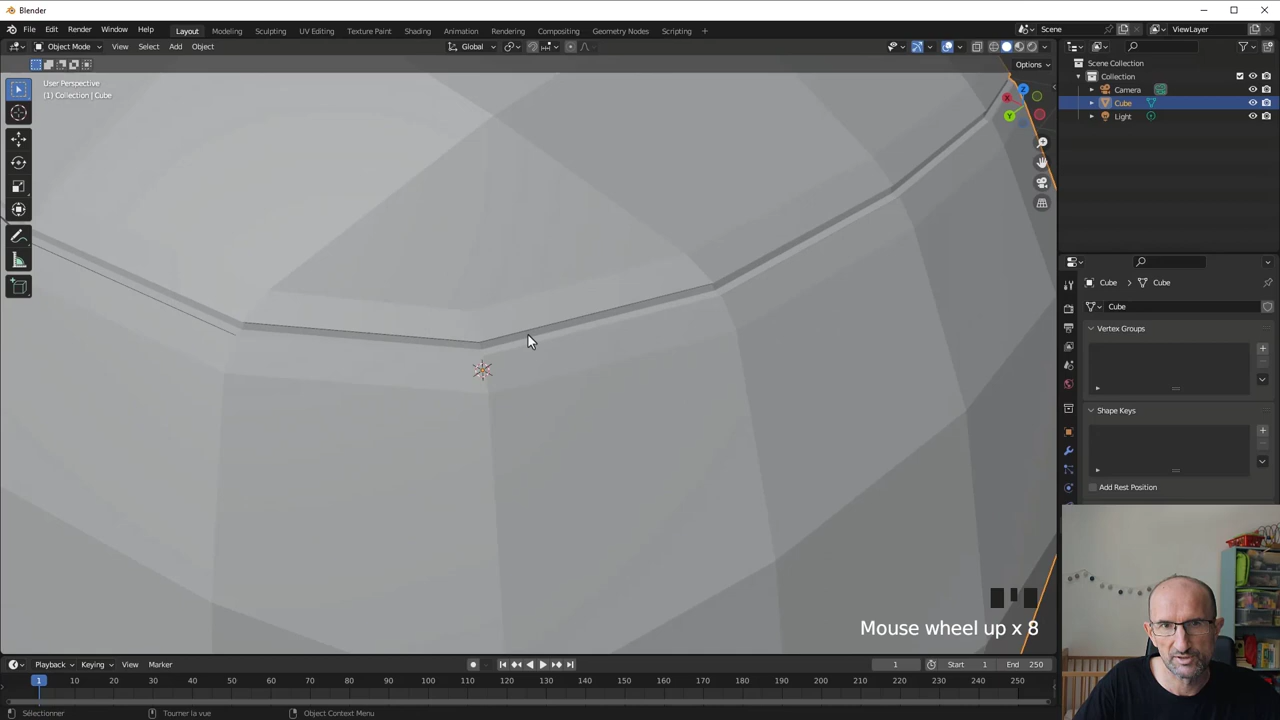 Blender
File Edit Render Window Help Layout Modeling Sculpting UV Editing Texture Paint Shading Animation Rendering Compositing Geometry Nodes Scripting + Scene ViewLayer
Object Mode View Select Add Object Global
Options
User Perspective
(1) Collection | Cube
Z
X
Y
Scene Collection
Collection
Camera
Cube
Light
Cube > Cube
Cube
Vertex Groups
Shape Keys
Add Rest Position
Mouse wheel up x 8
Playback Keying View Marker 1 Start 1 End 250
1 10 20 30 40 50 60 70 80 90 100 110 120 130 140 150 160 170 180 190 200 210 220 230 240 250
Sélectionner Tourner la vue Object Context Menu